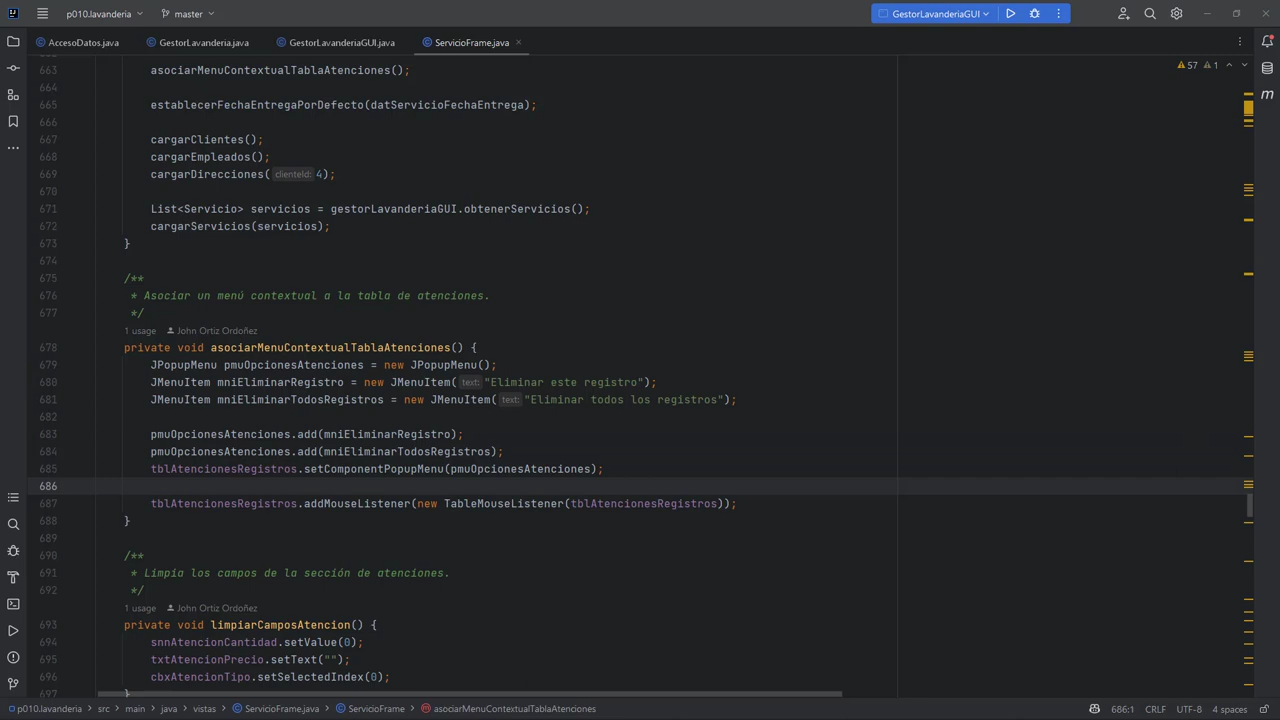 p010.lavanderia
master
GestorLavanderiaGUI
AccesoDatos.java
GestorLavanderia.java
GestorLavanderiaGUI.java
ServicioFrame.java
57
1
663 asociarMenuContextualTablaAtenciones();
664
665 establecerFechaEntregaPorDefecto(datServicioFechaEntrega);
666
667 cargarClientes();
668 cargarEmpleados();
669 cargarDirecciones( clienteId: 4);
670
671 List<Servicio> servicios = gestorLavanderiaGUI.obtenerServicios();
672 cargarServicios(servicios);
673 }
674
675 /**
676 * Asociar un menú contextual a la tabla de atenciones.
677 */
1 usage John Ortiz Ordoñez
678 private void asociarMenuContextualTablaAtenciones() {
679 JPopupMenu pmuOpcionesAtenciones = new JPopupMenu();
680 JMenuItem mniEliminarRegistro = new JMenuItem( text: "Eliminar este registro");
681 JMenuItem mniEliminarTodosRegistros = new JMenuItem( text: "Eliminar todos los registros");
682
683 pmuOpcionesAtenciones.add(mniEliminarRegistro);
684 pmuOpcionesAtenciones.add(mniEliminarTodosRegistros);
685 tblAtencionesRegistros.setComponentPopupMenu(pmuOpcionesAtenciones);
686
687 tblAtencionesRegistros.addMouseListener(new TableMouseListener(tblAtencionesRegistros));
688 }
689
690 /**
691 * Limpia los campos de la sección de atenciones.
692 */
1 usage John Ortiz Ordoñez
693 private void limpiarCamposAtencion() {
694 snnAtencionCantidad.setValue(0);
695 txtAtencionPrecio.setText("");
696 cbxAtencionTipo.setSelectedIndex(0);
697 }
p010.lavanderia > src > main > java > vistas > ServicioFrame.java > ServicioFrame > asociarMenuContextualTablaAtenciones
686:1 CRLF UTF-8 4 spaces